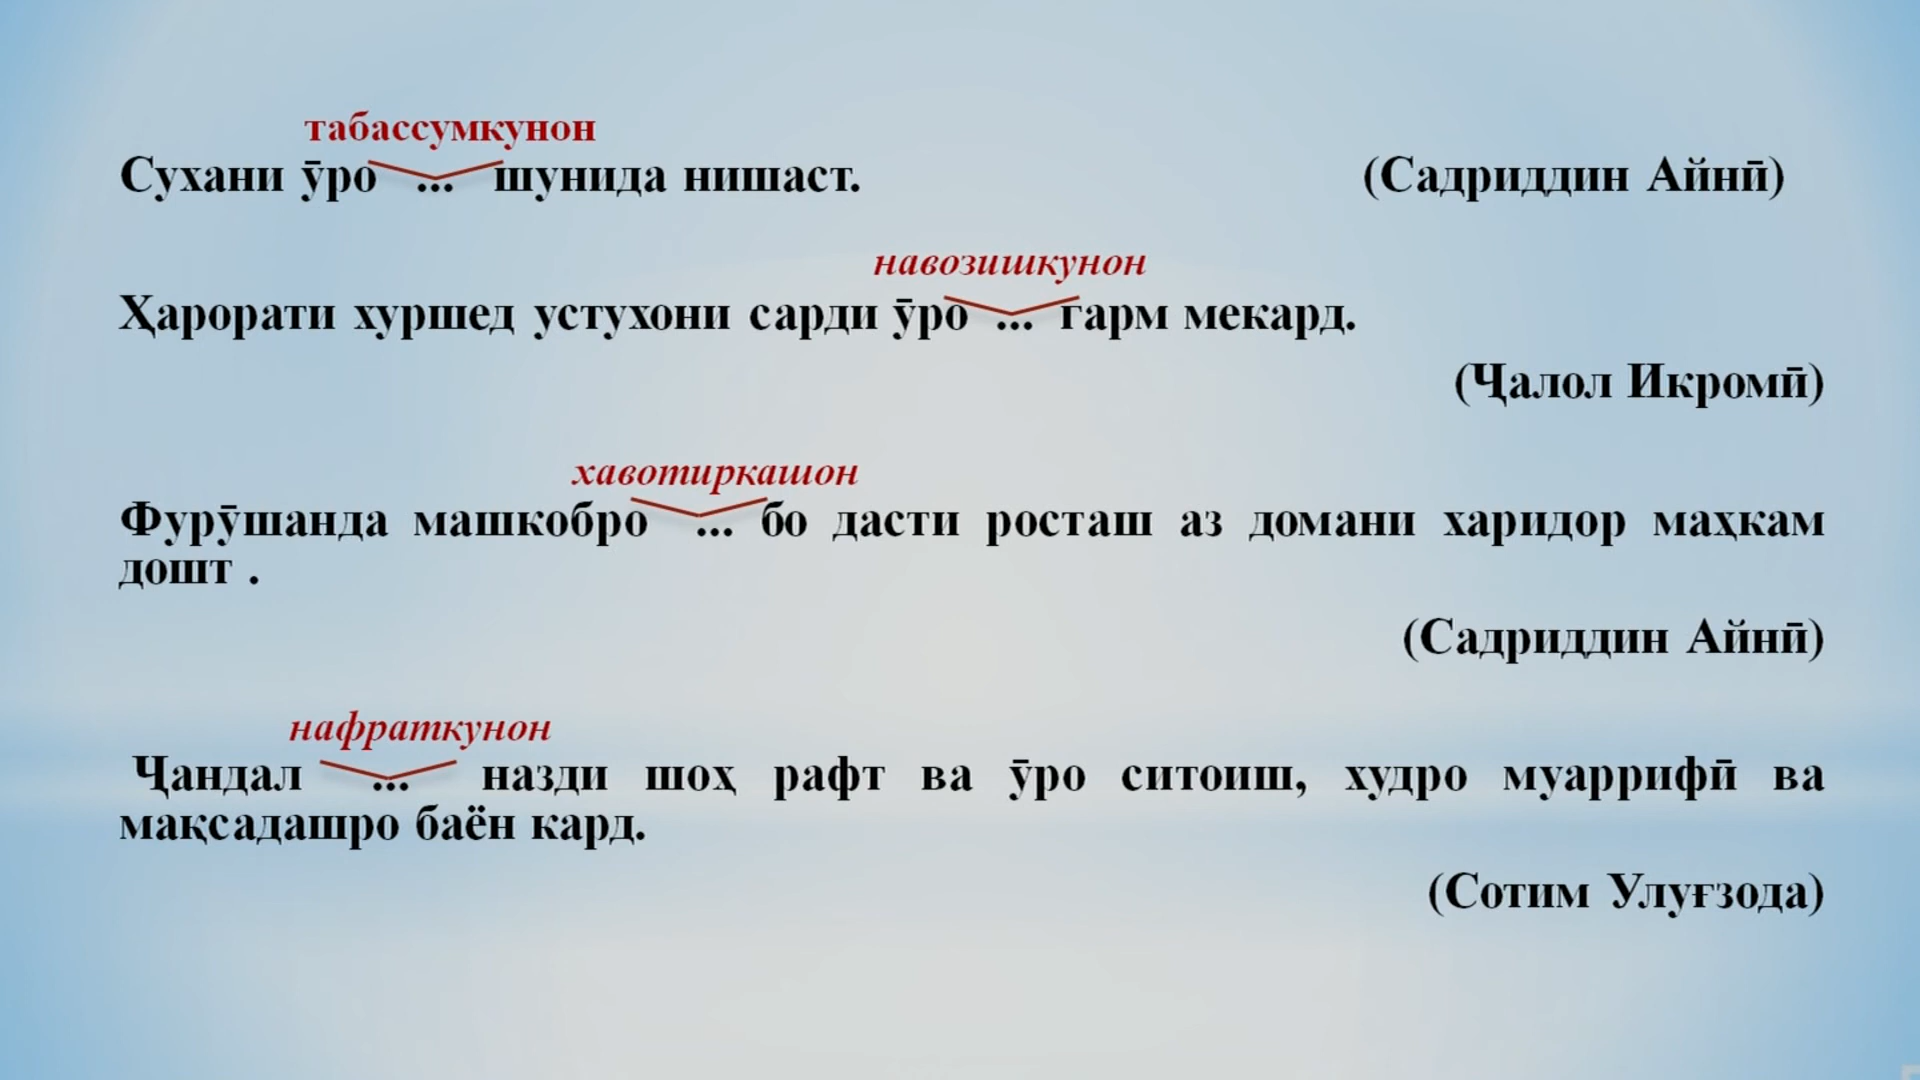 табассумкунон
Сухани ӯро ... шунида нишаст. (Садриддин Айнӣ)
навозишкунон
Ҳарорати хуршед устухони сарди ӯро ... гарм мекард.
(Ҷалол Икромӣ)
хавотиркашон
Фурӯшанда машкобро ... бо дасти росташ аз домани харидор маҳкам
дошт .
(Садриддин Айнӣ)
нафраткунон
Ҷандал ... назди шоҳ рафт ва ӯро ситоиш, худро муаррифӣ ва
мақсадашро баён кард.
(Сотим Улуғзода)